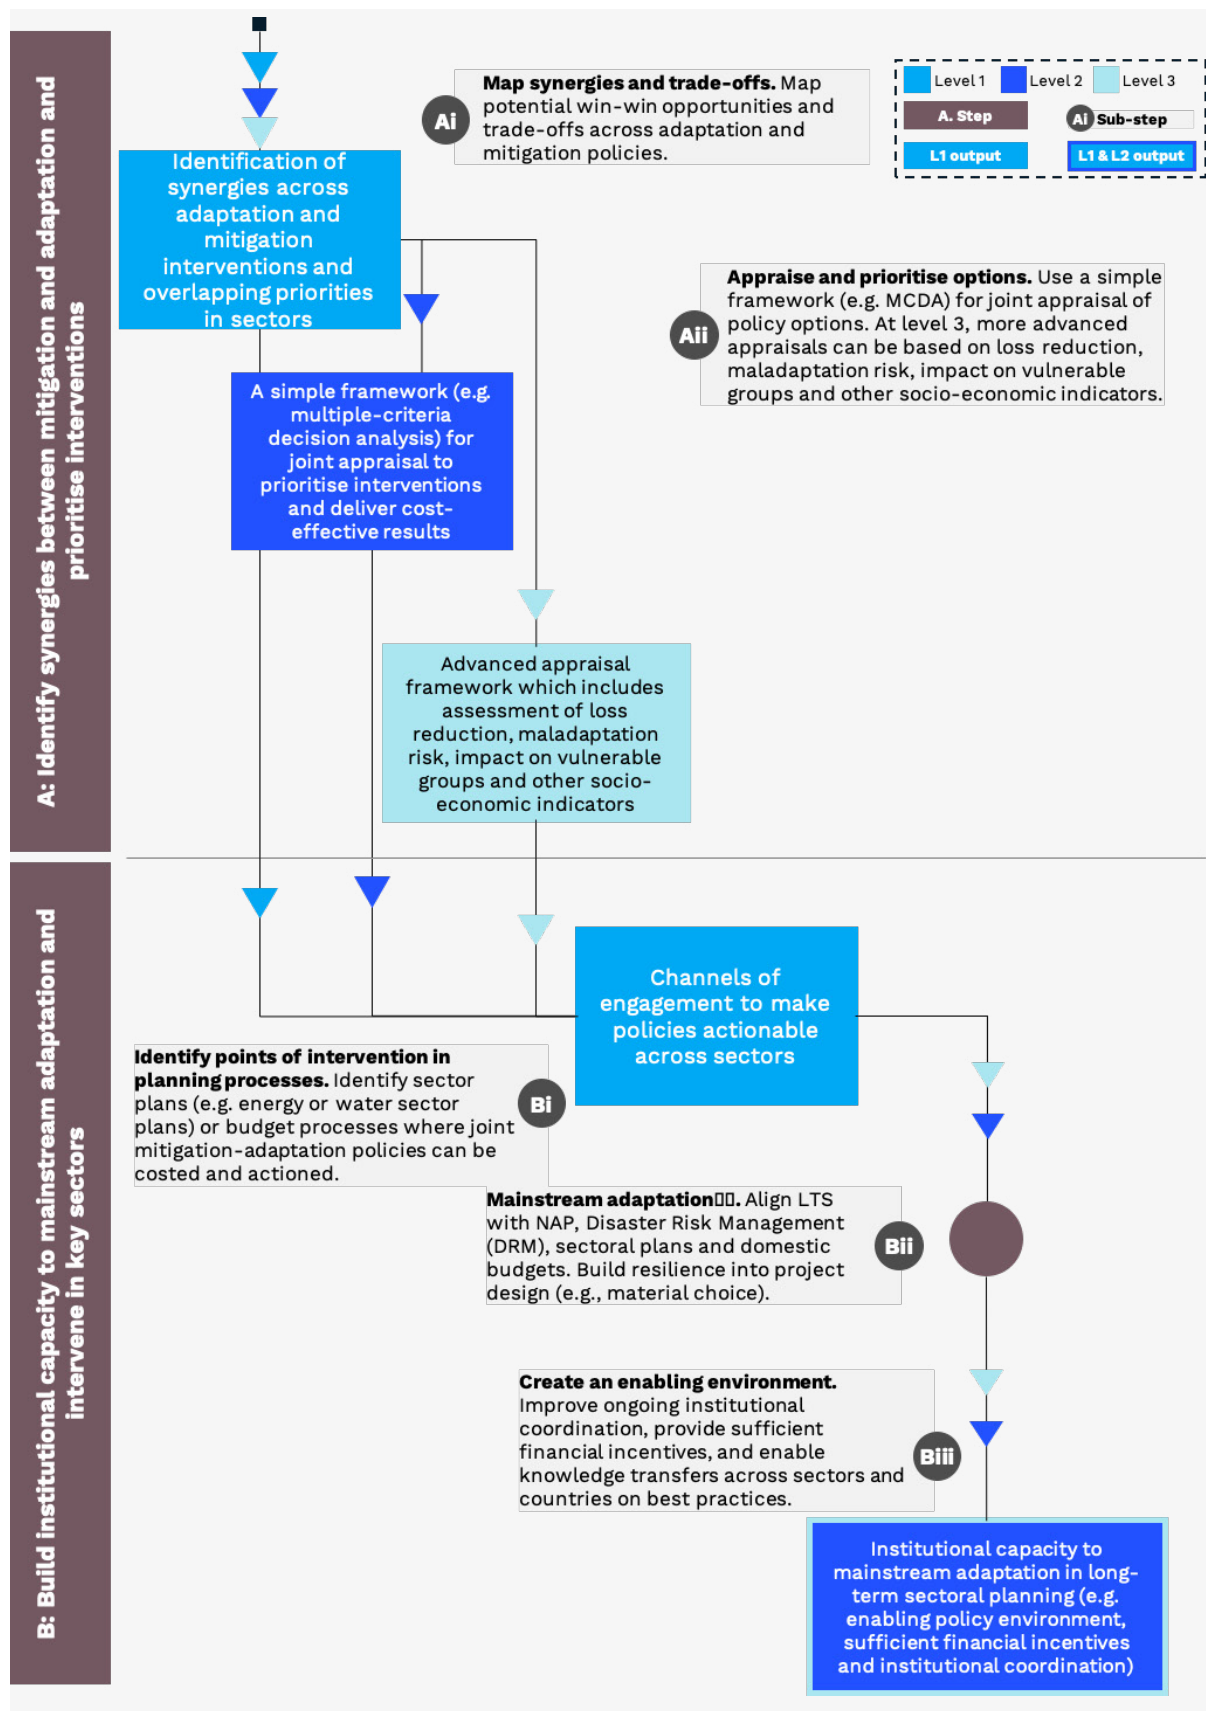 A: Identify synergies between mitigation and adaptation and
prioritise interventions
Map synergies and trade-offs. Map
potential win-win opportunities and
trade-offs across adaptation and
mitigation policies.
Ai
Level 1
Level 2
Level 3
A. Step
Ai Sub-step
L1 output
L1 & L2 output
Identification of
synergies across
adaptation and
mitigation
interventions and
overlapping priorities
in sectors
Appraise and prioritise options. Use a simple
framework (e.g. MCDA) for joint appraisal of
policy options. At level 3, more advanced
appraisals can be based on loss reduction,
maladaptation risk, impact on vulnerable
groups and other socio-economic indicators.
Aii
A simple framework (e.g.
multiple-criteria
decision analysis) for
joint appraisal to
prioritise interventions
and deliver cost-
effective results
Advanced appraisal
framework which includes
assessment of loss
reduction, maladaptation
risk, impact on vulnerable
groups and other socio-
economic indicators
B: Build institutional capacity to mainstream adaptation and
intervene in key sectors
Channels of
engagement to make
policies actionable
across sectors
Identify points of intervention in
planning processes. Identify sector
plans (e.g. energy or water sector
plans) or budget processes where joint
mitigation-adaptation policies can be
costed and actioned.
Bi
Mainstream adaptation▯▯. Align LTS
with NAP, Disaster Risk Management
(DRM), sectoral plans and domestic
budgets. Build resilience into project
design (e.g., material choice).
Bii
Create an enabling environment.
Improve ongoing institutional
coordination, provide sufficient
financial incentives, and enable
knowledge transfers across sectors and
countries on best practices.
Biii
Institutional capacity to
mainstream adaptation in long-
term sectoral planning (e.g.
enabling policy environment,
sufficient financial incentives
and institutional coordination)